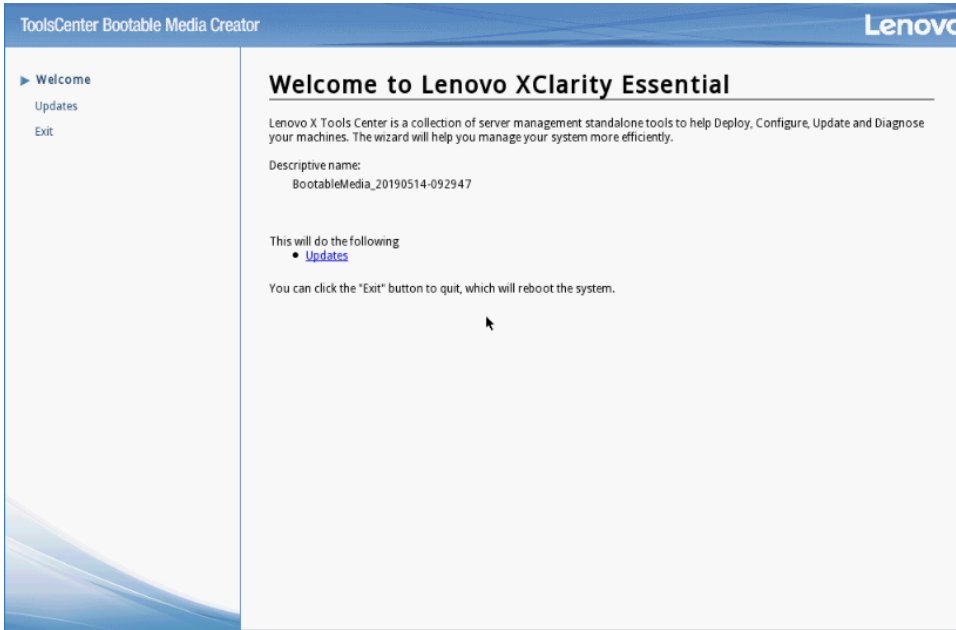 ToolsCenter Bootable Media Creator
Lenovo
Welcome
Updates
Exit
Welcome to Lenovo XClarity Essential
Lenovo X Tools Center is a collection of server management standalone tools to help Deploy, Configure, Update and Diagnose
your machines. The wizard will help you manage your system more efficiently.
Descriptive name:
BootableMedia_20190514-092947
This will do the following
• Updates
You can click the "Exit" button to quit, which will reboot the system.